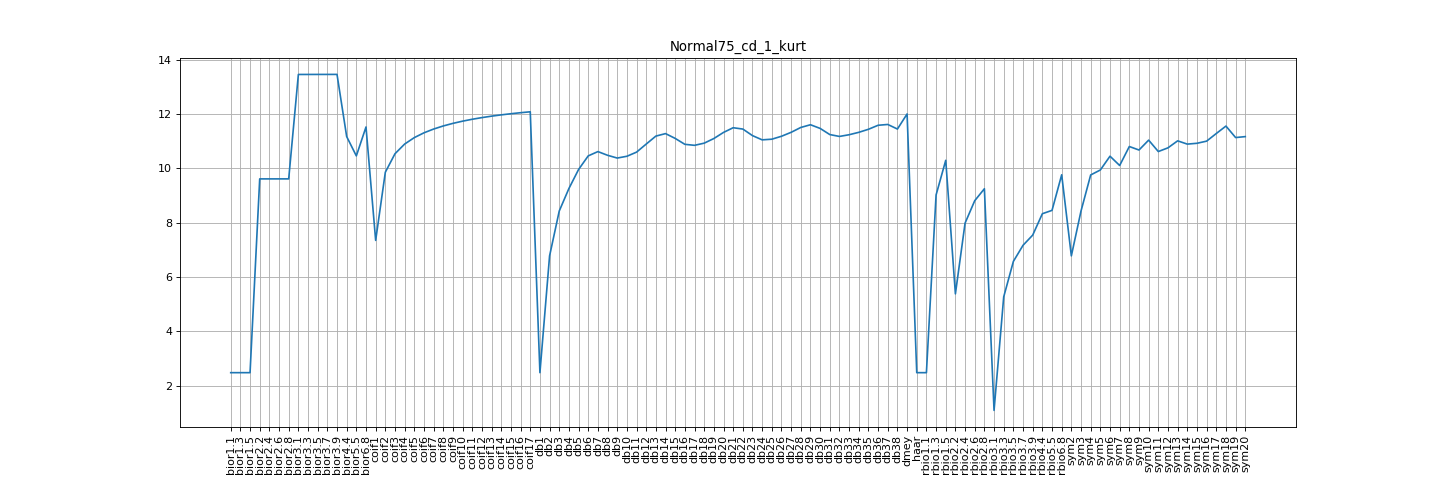 Normal75_cd_1_kurt
14
12
10
8
6
4
2
bior1.1
bior1.3
bior1.5
bior2.2
bior2.4
bior2.6
bior2.8
bior3.1
bior3.3
bior3.5
bior3.7
bior3.9
bior4.4
bior5.5
bior6.8
coif1
coif2
coif3
coif4
coif5
coif6
coif7
coif8
coif9
coif10
coif11
coif12
coif13
coif14
coif15
coif16
coif17
db1
db2
db3
db4
db5
db6
db7
db8
db9
db10
db11
db12
db13
db14
db15
db16
db17
db18
db19
db20
db21
db22
db23
db24
db25
db26
db27
db28
db29
db30
db31
db32
db33
db34
db35
db36
db37
db38
dmey
haar
rbio1.1
rbio1.3
rbio1.5
rbio2.2
rbio2.4
rbio2.6
rbio2.8
rbio3.1
rbio3.3
rbio3.5
rbio3.7
rbio3.9
rbio4.4
rbio5.5
rbio6.8
sym2
sym3
sym4
sym5
sym6
sym7
sym8
sym9
sym10
sym11
sym12
sym13
sym14
sym15
sym16
sym17
sym18
sym19
sym20